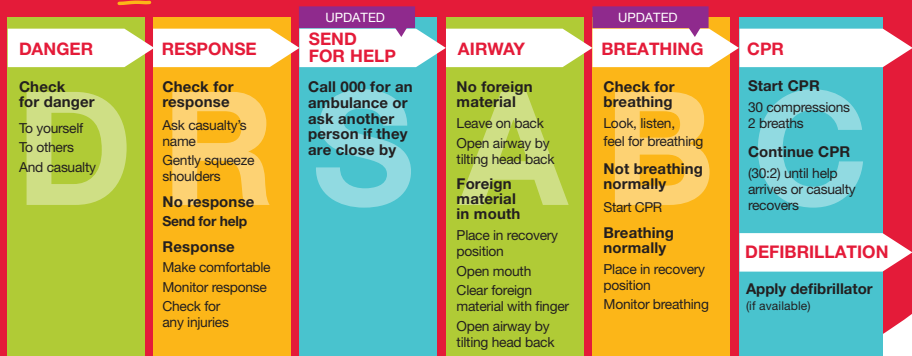 DANGER
Check
for danger
To yourself
To others
And casualty
D
RESPONSE
Check for
response
Ask casualty's
name
Gently squeeze
shoulders
No response
Send for help
Response
Make comfortable
Monitor response
Check for
any injuries
R
UPDATED
SEND
FOR HELP
Call 000 for an
ambulance or
ask another
person if they
are close by
S
AIRWAY
No foreign
material
Leave on back
Open airway by
tilting head back
Foreign
material
in mouth
Place in recovery
position
Open mouth
Clear foreign
material with finger
Open airway by
tilting head back
A
UPDATED
BREATHING
Check for
breathing
Look, listen,
feel for breathing
Not breathing
normally
Start CPR
Breathing
normally
Place in recovery
position
Monitor breathing
B
CPR
Start CPR
30 compressions
2 breaths
Continue CPR
(30:2) until help
arrives or casualty
recovers
C
DEFIBRILLATION
Apply defibrillator
(if available)